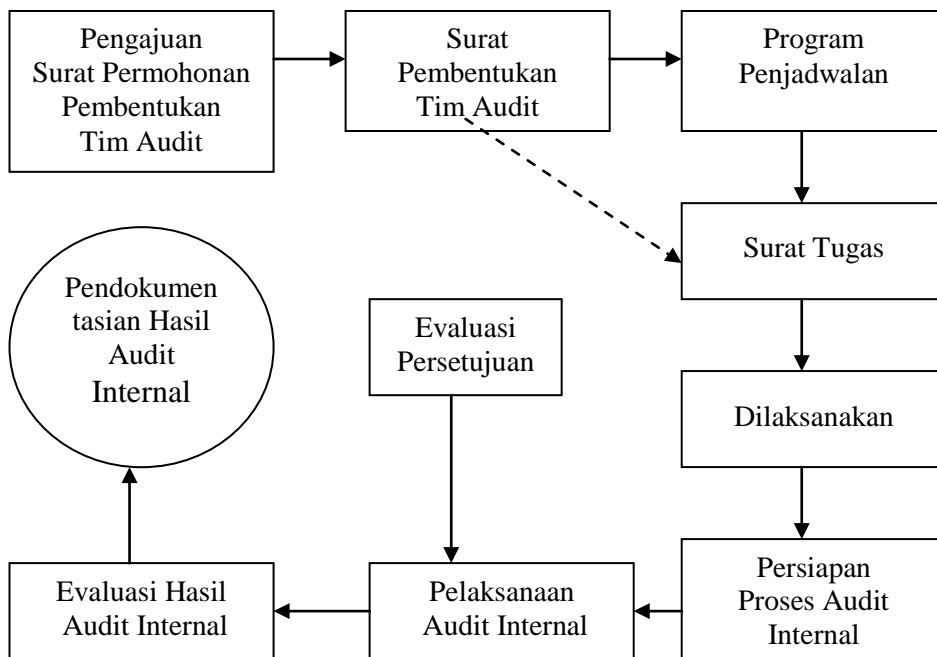 Pengajuan
Surat Permohonan
Pembentukan
Tim Audit
Surat
Pembentukan
Tim Audit
Program
Penjadwalan
Surat Tugas
Pendokumen
tasian Hasil
Audit
Internal
Evaluasi
Persetujuan
Dilaksanakan
Evaluasi Hasil
Audit Internal
Pelaksanaan
Audit Internal
Persiapan
Proses Audit
Internal